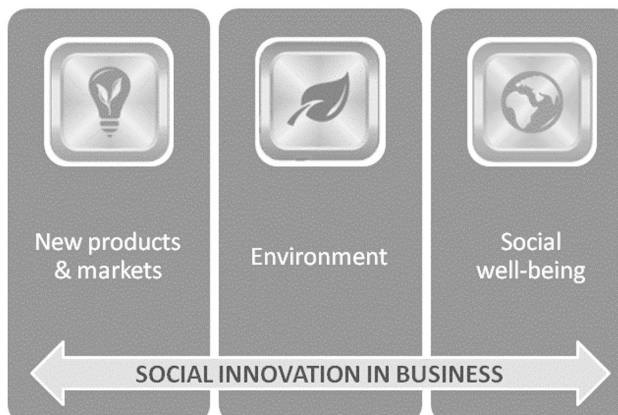 New products
& markets
Environment
Social
well-being
SOCIAL INNOVATION IN BUSINESS